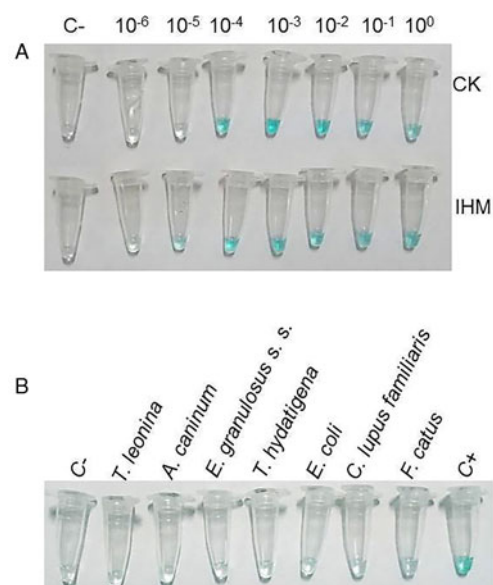 C- 10⁻⁶ 10⁻⁵ 10⁻⁴ 10⁻³ 10⁻² 10⁻¹ 10⁰
A
CK
IHM
B
C- T. leonina A. caninum E. granulosus s. s. T. hydatigena E. coli C. lupus familiaris F. catus C+